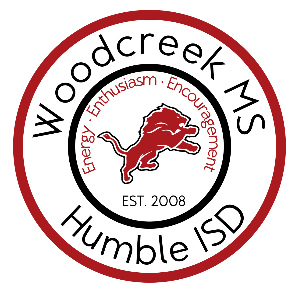 Woodcreek MS
Energy · Enthusiasm · Encouragement
EST. 2008
Humble ISD